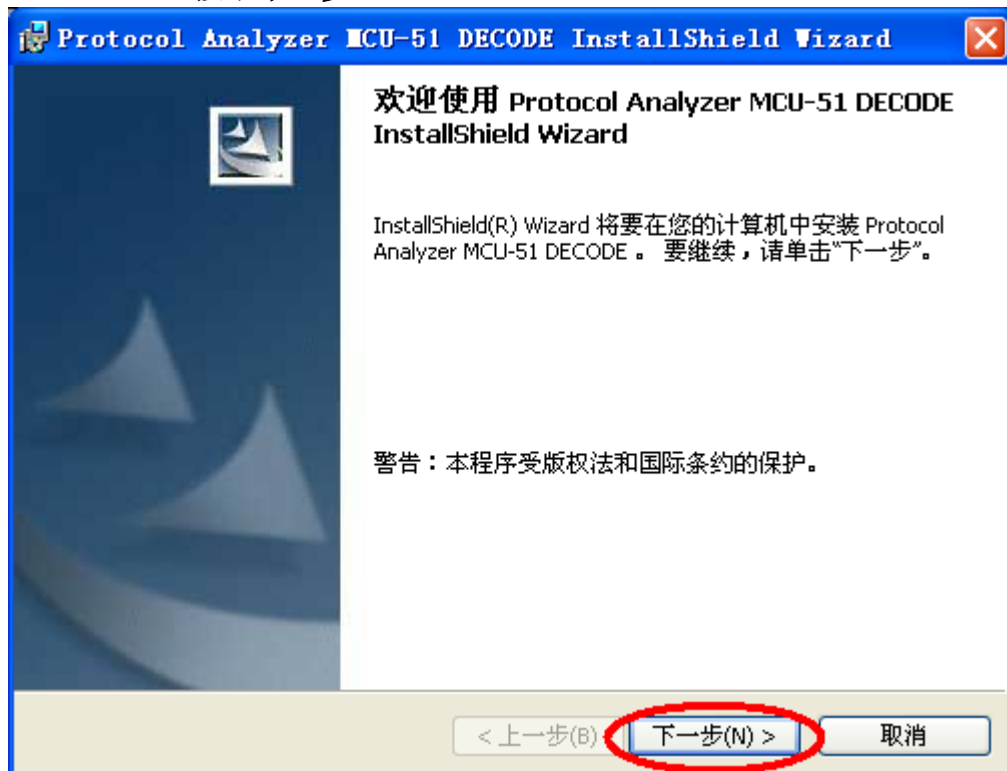 Protocol Analyzer MCU-51 DECODE InstallShield Wizard
欢迎使用 Protocol Analyzer MCU-51 DECODE
InstallShield Wizard
InstallShield(R) Wizard 将要在您的计算机中安装 Protocol
Analyzer MCU-51 DECODE 。 要继续，请单击“下一步”。
警告：本程序受版权法和国际条约的保护。
< 上一步(B)
下一步(N) >
取消